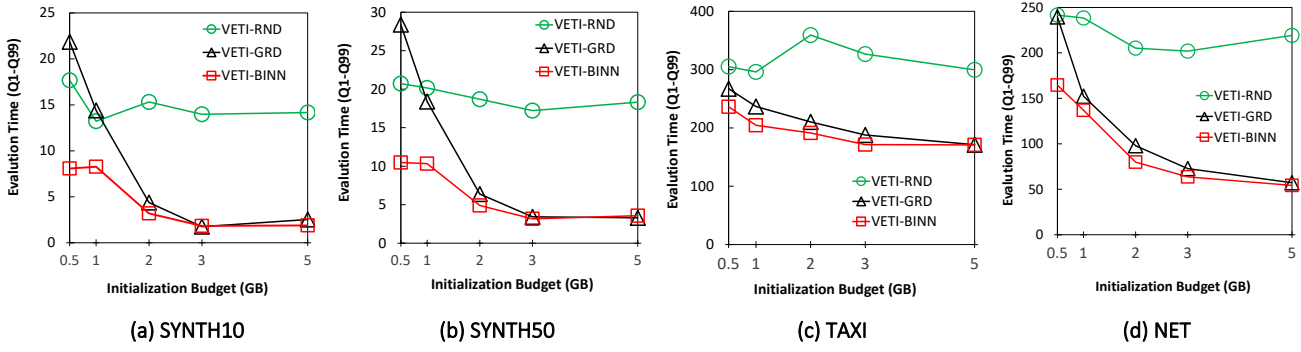 Evalution Time (Q1-Q99)
25
20
15
10
5
0
0.5 1 2 3 5
VETI-RND
VETI-GRD
VETI-BINN
Initialization Budget (GB)
(a) SYNTH10
Evalution Time (Q1-Q99)
30
25
20
15
10
5
0
0.5 1 2 3 5
VETI-RND
VETI-GRD
VETI-BINN
Initialization Budget (GB)
(b) SYNTH50
Evalution Time (Q1-Q99)
400
300
200
100
0
0.5 1 2 3 5
VETI-RND
VETI-GRD
VETI-BINN
Initialization Budget (GB)
(c) TAXI
Evalution Time (Q1-Q99)
250
200
150
100
50
0
0.5 1 2 3 5
VETI-RND
VETI-GRD
VETI-BINN
Initialization Budget (GB)
(d) NET